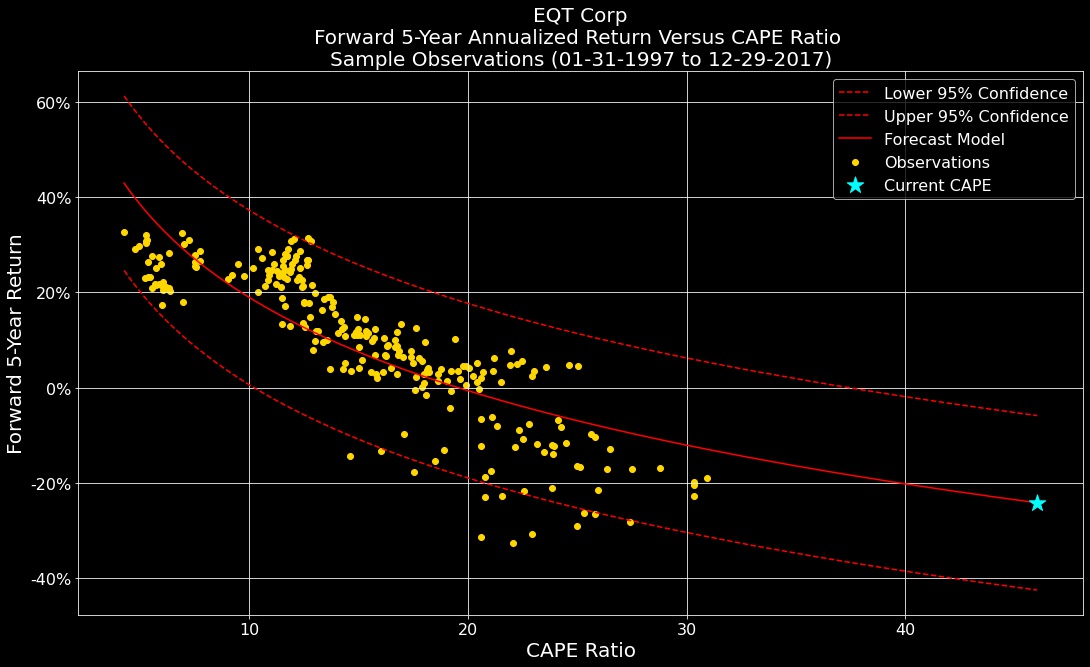 EQT Corp
Forward 5-Year Annualized Return Versus CAPE Ratio
Sample Observations (01-31-1997 to 12-29-2017)
Lower 95% Confidence
Upper 95% Confidence
Forecast Model
Observations
Current CAPE
Forward 5-Year Return
60%
40%
20%
0%
-20%
-40%
10
20
30
40
CAPE Ratio